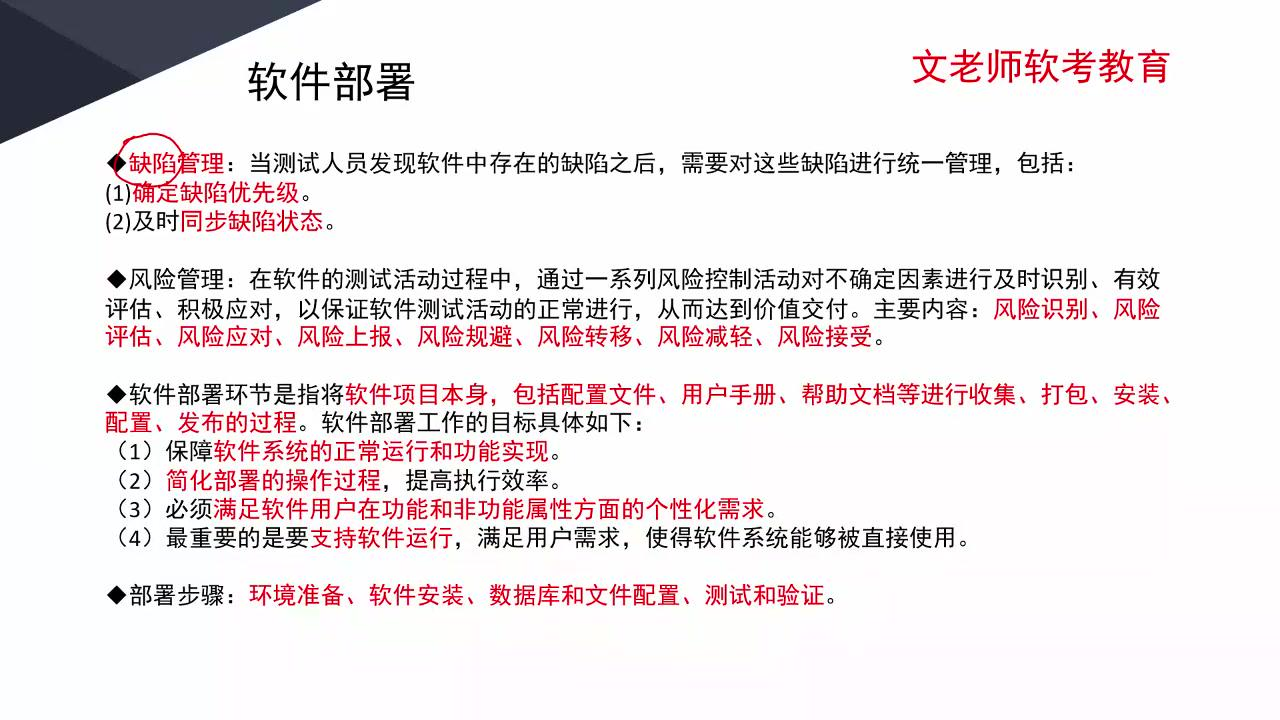 软件部署
文老师软考教育
◆缺陷管理：当测试人员发现软件中存在的缺陷之后，需要对这些缺陷进行统一管理，包括：
(1)确定缺陷优先级。
(2)及时同步缺陷状态。
◆风险管理：在软件的测试活动过程中，通过一系列风险控制活动对不确定因素进行及时识别、有效
评估、积极应对，以保证软件测试活动的正常进行，从而达到价值交付。主要内容：风险识别、风险
评估、风险应对、风险上报、风险规避、风险转移、风险减轻、风险接受。
◆软件部署环节是指将软件项目本身，包括配置文件、用户手册、帮助文档等进行收集、打包、安装、
配置、发布的过程。软件部署工作的目标具体如下：
（1）保障软件系统的正常运行和功能实现。
（2）简化部署的操作过程，提高执行效率。
（3）必须满足软件用户在功能和非功能属性方面的个性化需求。
（4）最重要的是要支持软件运行，满足用户需求，使得软件系统能够被直接使用。
◆部署步骤：环境准备、软件安装、数据库和文件配置、测试和验证。